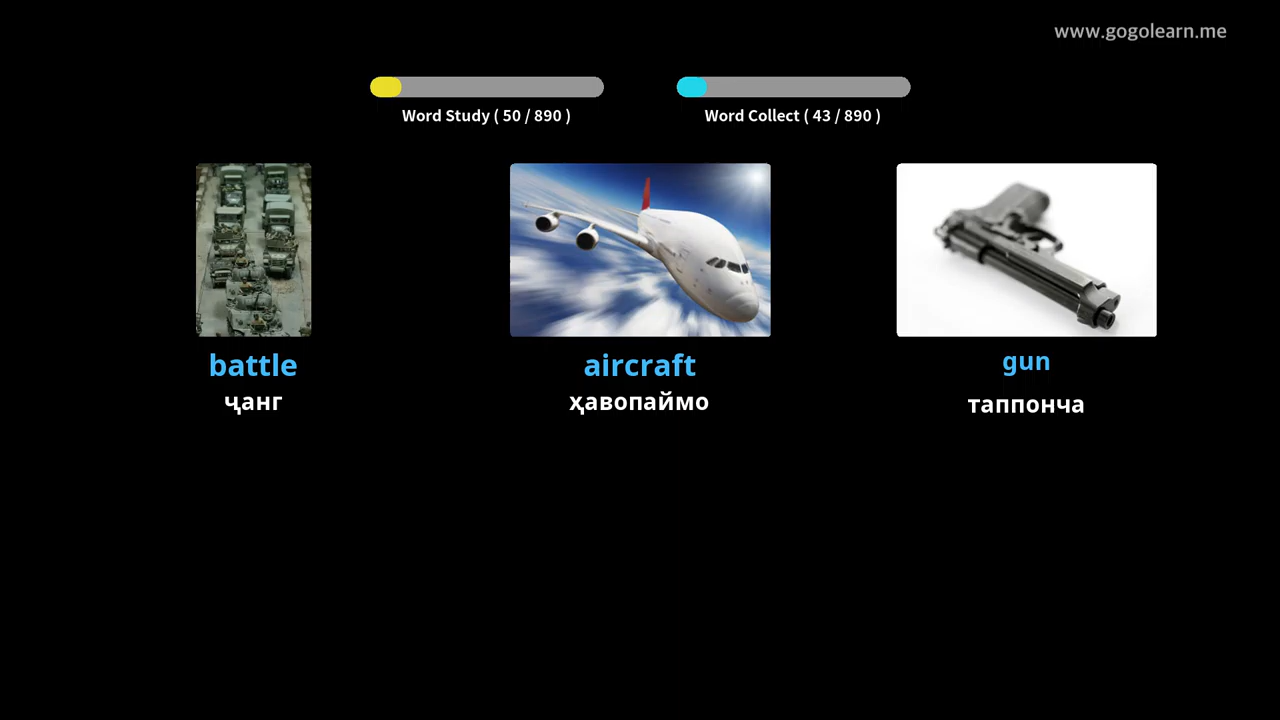 www.gogolearn.me
Word Study ( 50 / 890 )
Word Collect ( 43 / 890 )
battle
ҷанг
aircraft
ҳавопаймо
gun
таппонча